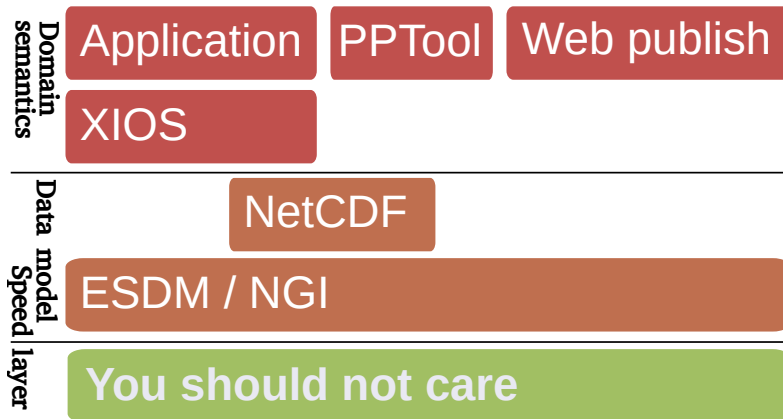 Domain
semantics
Application
PPTool
Web publish
XIOS
Data model
NetCDF
ESDM / NGI
Speed layer
You should not care